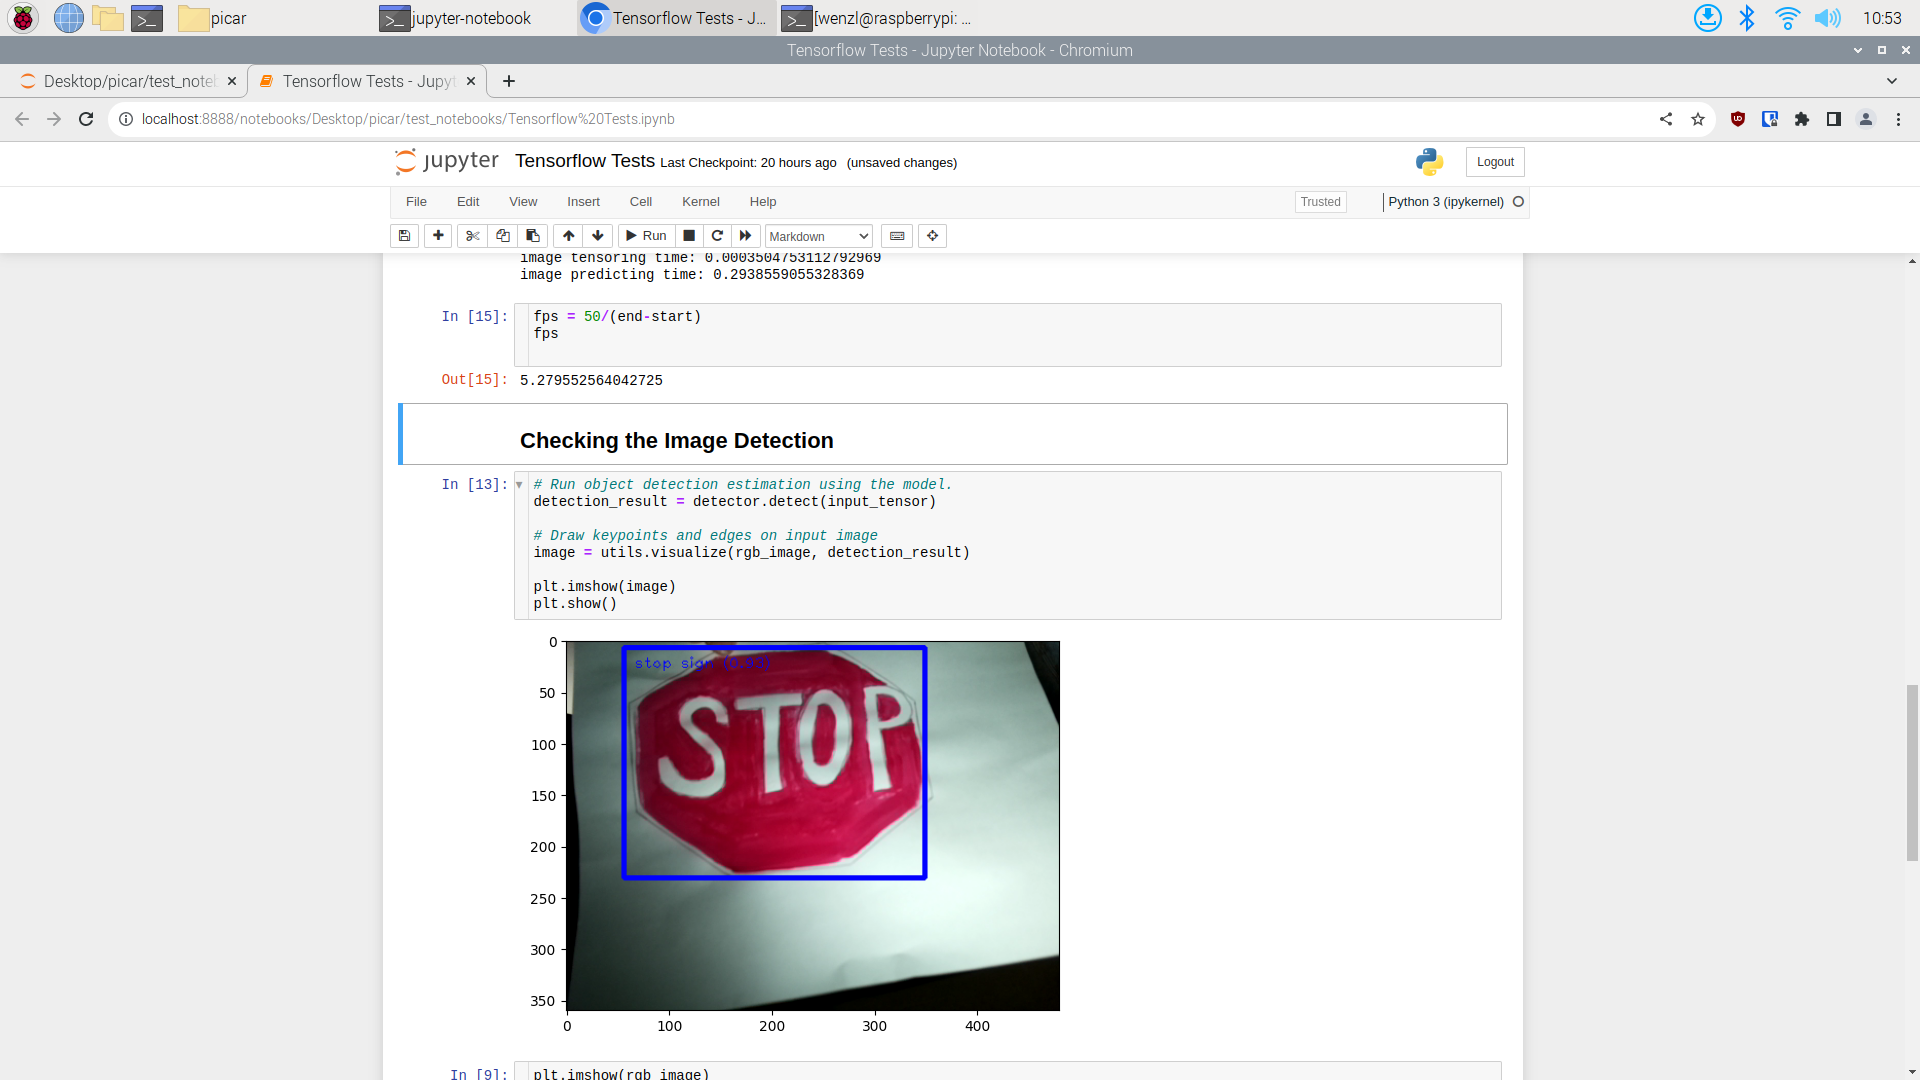 picar
jupyter-notebook
Tensorflow Tests - J...
[wenzl@raspberrypi: ...
10:53
Tensorflow Tests - Jupyter Notebook - Chromium
Desktop/picar/test_noteb
Tensorflow Tests - Jupyt
localhost:8888/notebooks/Desktop/picar/test_notebooks/Tensorflow%20Tests.ipynb
jupyter
Tensorflow Tests Last Checkpoint: 20 hours ago (unsaved changes)
Logout
File Edit View Insert Cell Kernel Help
Trusted
Python 3 (ipykernel)
Run
Markdown
image tensoring time: 0.0003504753112792969
image predicting time: 0.2938559055328369
In [15]:
fps = 50/(end-start)
fps
Out[15]: 5.279552564042725
Checking the Image Detection
In [13]:
# Run object detection estimation using the model.
detection_result = detector.detect(input_tensor)
# Draw keypoints and edges on input image
image = utils.visualize(rgb_image, detection_result)
plt.imshow(image)
plt.show()
0
50
100
150
200
250
300
350
stop sign (0.93)
STOP
0 100 200 300 400
In [9]:
plt.imshow(rgb_image)